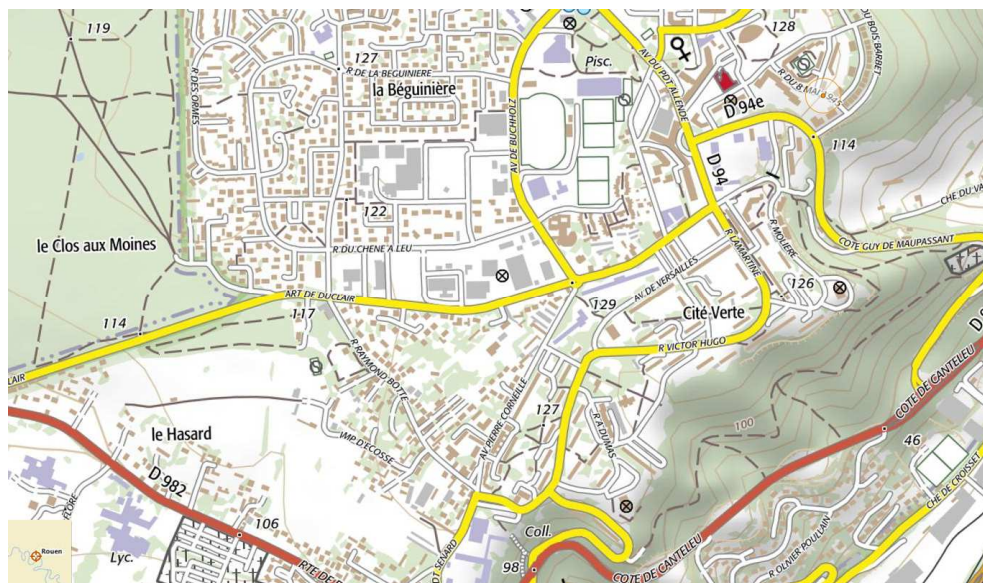 119
127
R DE LA BEGUINIERE
la Béguinière
R DES ORMES
Pisc.
AV DU PDT ALLENDE
128
DU BOIS-BARBET
R DU 8 MAI 1945
D 94e
114
AV DE BUCHHOLZ
D 94
122
le Clos aux Moines
R DU CHENE A LEU
R LAMARTINE
R MOLIERE
COTE GUY DE MAUPASSANT
ART DE DUCLAIR
AV DE VERSAILLES
126
129
117
Cité Verte
114
R VICTOR HUGO
R RAYMOND BOTTE
COTE DE CANTELEU
AV PIERRE CORNEILLE
127
R A DUMAS
100
le Hasard
IMP D'ECOSSE
46
D 982
CHE DE CROISSET
106
Coll.
Lyc.
98
COTE DE CANTELEU
R OLIVIER POULLAIN
Rouen